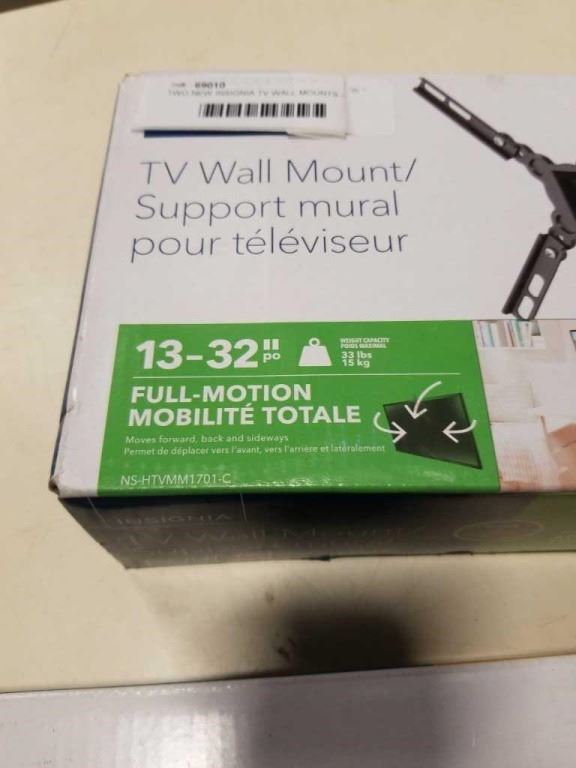 69010
TWO NEW INSIGNIA TV WALL MOUNTS
TV Wall Mount/
Support mural
pour téléviseur
13-32" po
WEIGHT CAPACITY
POIDS MAXIMAL
33 lbs
15 kg
FULL-MOTION
MOBILITÉ TOTALE
Moves forward, back and sideways
Permet de déplacer vers l'avant, vers l'arrière et latéralement
NS-HTVMM1701-C
INSIGNIA
TV Wall Mount/